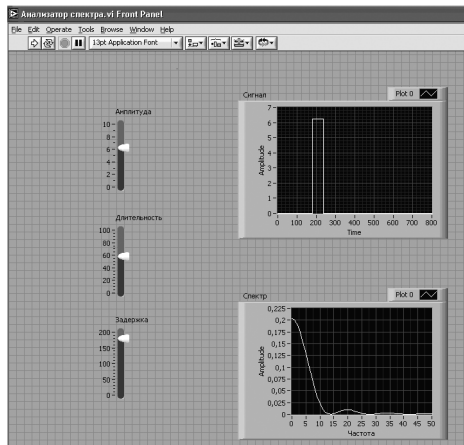 Анализатор спектра.vi Front Panel
File Edit Operate Tools Browse Window Help
13pt Application Font
Амплитуда
10
8
6
4
2
0
Длительность
100
80
60
40
20
0
Задержка
200
150
100
50
0
Сигнал
Plot 0
Amplitude
7
6
5
4
3
2
1
0
0 100 200 300 400 500 600 700 800
Time
Спектр
Plot 0
Amplitude
0,225
0,2
0,175
0,15
0,125
0,1
0,075
0,05
0,025
0
0 5 10 15 20 25 30 35 40 45 50
Частота